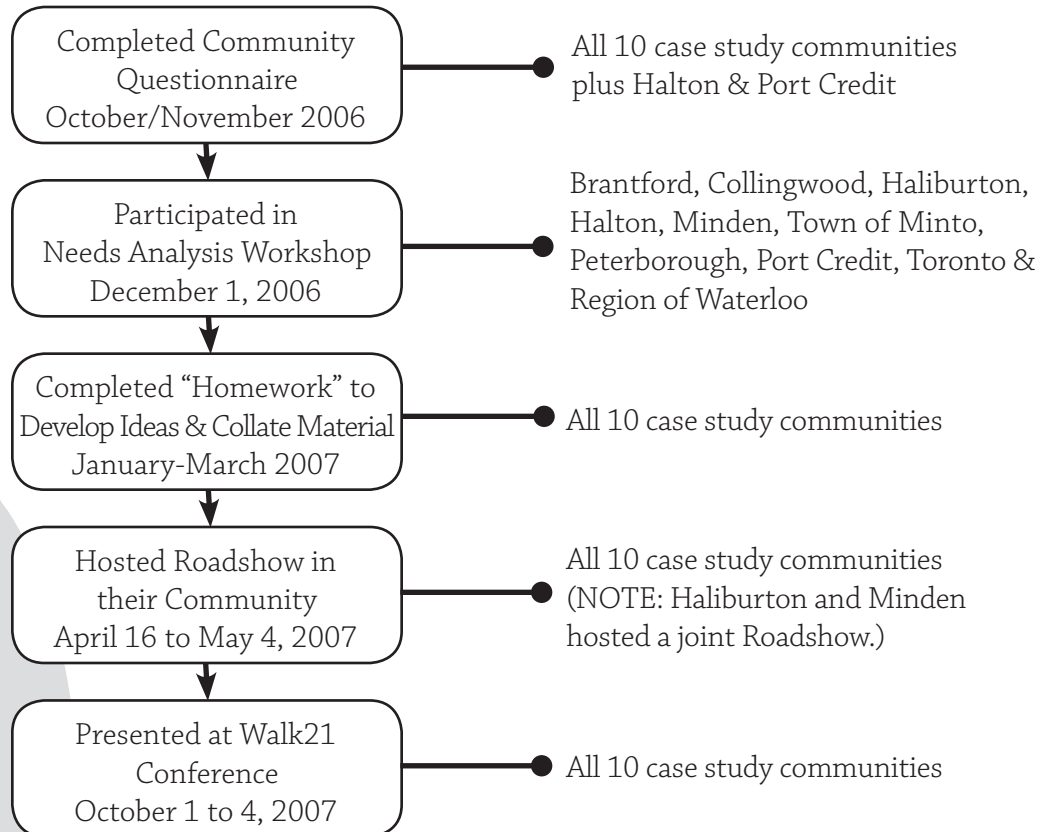 Completed Community
Questionnaire
October/November 2006
All 10 case study communities
plus Halton & Port Credit
Participated in
Needs Analysis Workshop
December 1, 2006
Brantford, Collingwood, Haliburton,
Halton, Minden, Town of Minto,
Peterborough, Port Credit, Toronto &
Region of Waterloo
Completed “Homework” to
Develop Ideas & Collate Material
January-March 2007
All 10 case study communities
Hosted Roadshow in
their Community
April 16 to May 4, 2007
All 10 case study communities
(NOTE: Haliburton and Minden
hosted a joint Roadshow.)
Presented at Walk21
Conference
October 1 to 4, 2007
All 10 case study communities